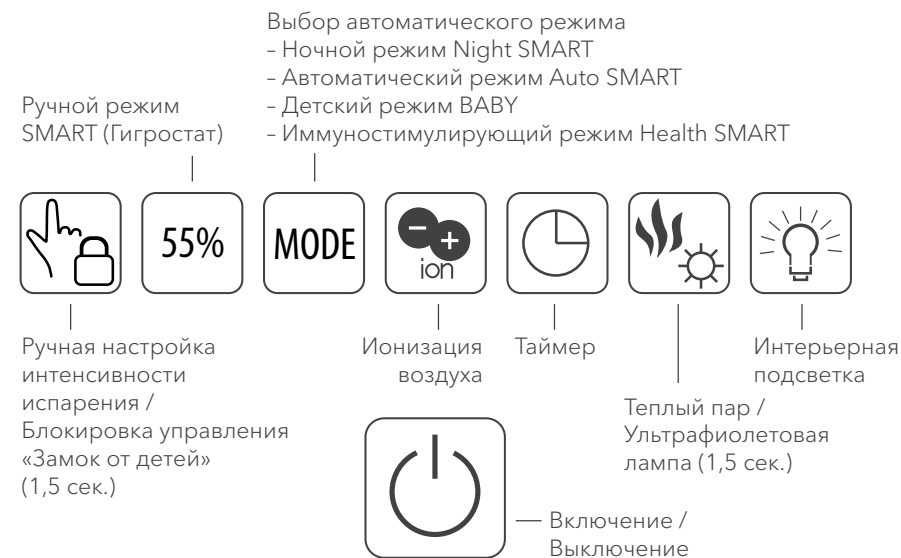 Выбор автоматического режима
– Ночной режим Night SMART
– Автоматический режим Auto SMART
– Детский режим BABY
– Иммуностимулирующий режим Health SMART
Ручной режим
SMART (Гигростат)
55%
MODE
ion
Ручная настройка
интенсивности
испарения /
Блокировка управления
«Замок от детей»
(1,5 сек.)
Ионизация
воздуха
Таймер
Теплый пар /
Ультрафиолетовая
лампа (1,5 сек.)
Интерьерная
подсветка
Включение /
Выключение